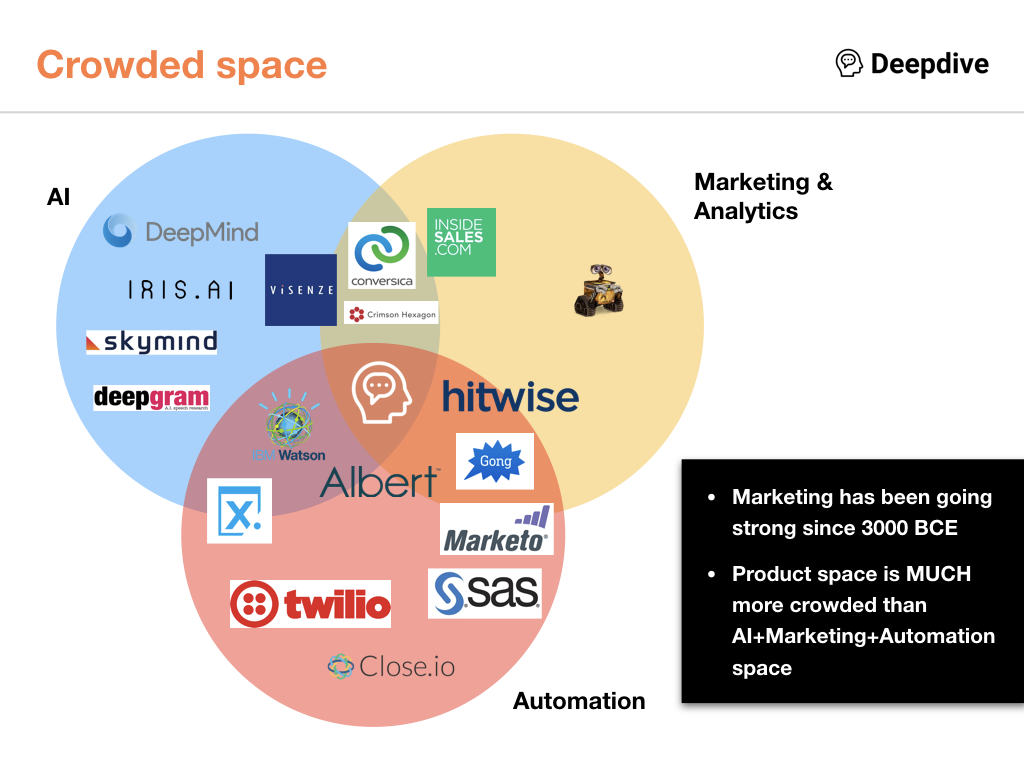 Crowded space
Deepdive
AI
Marketing &
Analytics
DeepMind
INSIDE
SALES
.COM
conversica
IRIS.AI
ViSENZE
Crimson Hexagon
skymind
deepgram
A.I. speech research
hitwise
IBM Watson
Gong
Albert™
X.
Marketo
twilio
sas
Close.io
Automation
• Marketing has been going
strong since 3000 BCE
• Product space is MUCH
more crowded than
AI+Marketing+Automation
space